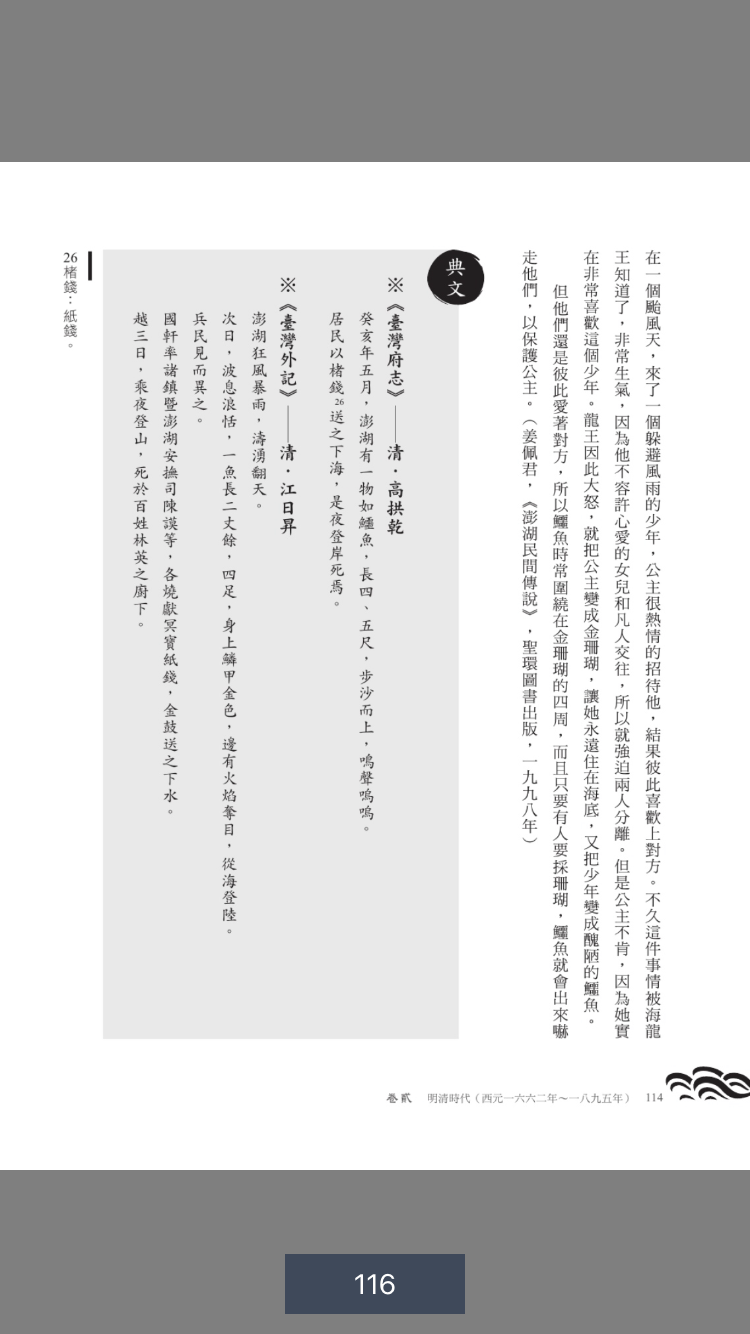 在一個颱風天，來了一個躲避風雨的少年，公主很熱情的招待他，結果彼此喜歡上對方。不久這件事情被海龍
王知道了，非常生氣，因為他不容許心愛的女兒和凡人交往，所以就強迫兩人分離。但是公主不肯，因為她實
在非常喜歡這個少年。龍王因此大怒，就把公主變成金珊瑚，讓她永遠住在海底，又把少年變成醜陋的鱷魚。
但他們還是彼此愛著對方，所以鱷魚時常圍繞在金珊瑚的四周，而且只要有人要採珊瑚，鱷魚就會出來嚇
走他們，以保護公主。（姜佩君，《澎湖民間傳說》，聖環圖書出版，一九九八年）
典文
※《臺灣府志》——清．高拱乾
癸亥年五月，澎湖有一物如鱷魚，長四、五尺，步沙而上，鳴聲嗚嗚。
居民以楮錢26送之下海，是夜登岸死焉。
※《臺灣外記》——清．江日昇
澎湖狂風暴雨，濤湧翻天。
次日，波息浪恬，一魚長二丈餘，四足，身上鱗甲金色，邊有火焰奪目，從海登陸。
兵民見而異之。
國軒率諸鎮暨澎湖安撫司陳謨等，各燒獻冥寶紙錢，金鼓送之下水。
越三日，乘夜登山，死於百姓林英之廚下。
26楮錢：紙錢。
卷貳 明清時代（西元一六六二年～一八九五年） 114
116